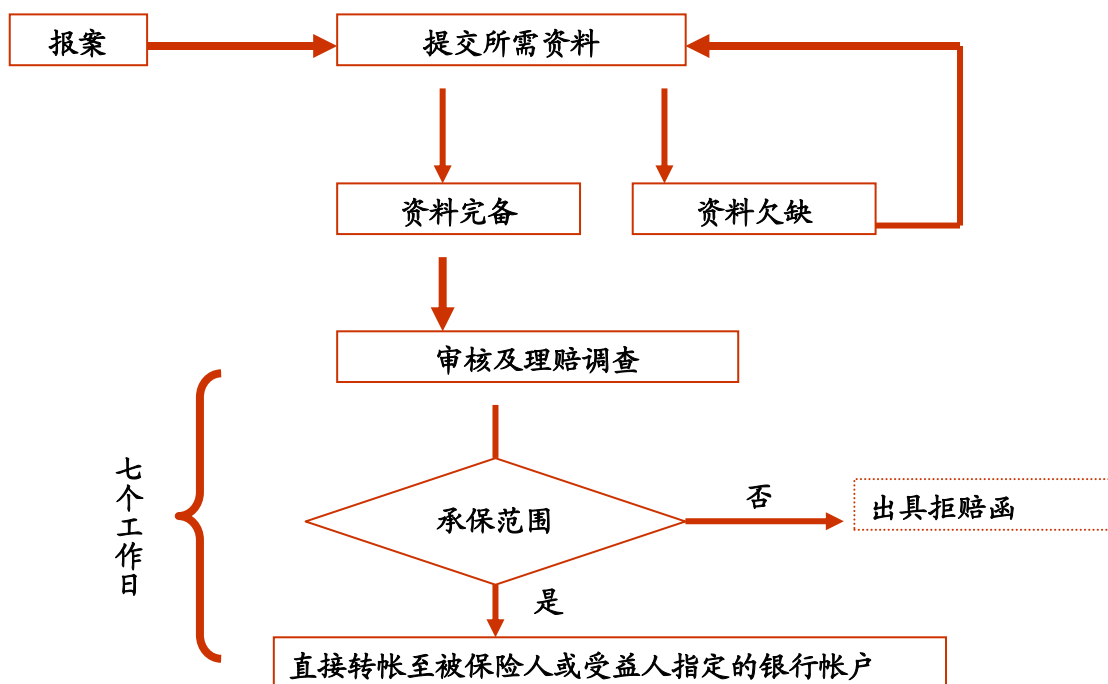 报案
提交所需资料
资料完备
资料欠缺
审核及理赔调查
七个工作日
承保范围
否
出具拒赔函
是
直接转帐至被保险人或受益人指定的银行帐户